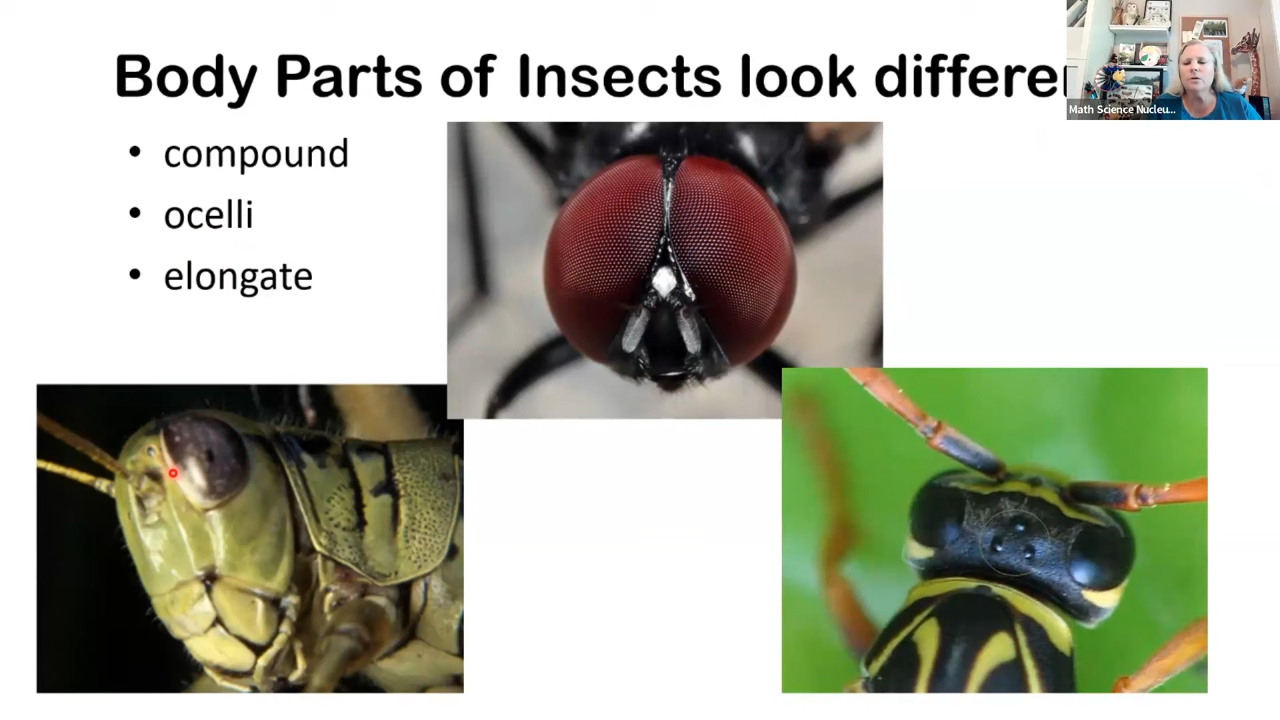 Body Parts of Insects look differe
Math Science Nucleu...
• compound
• ocelli
• elongate